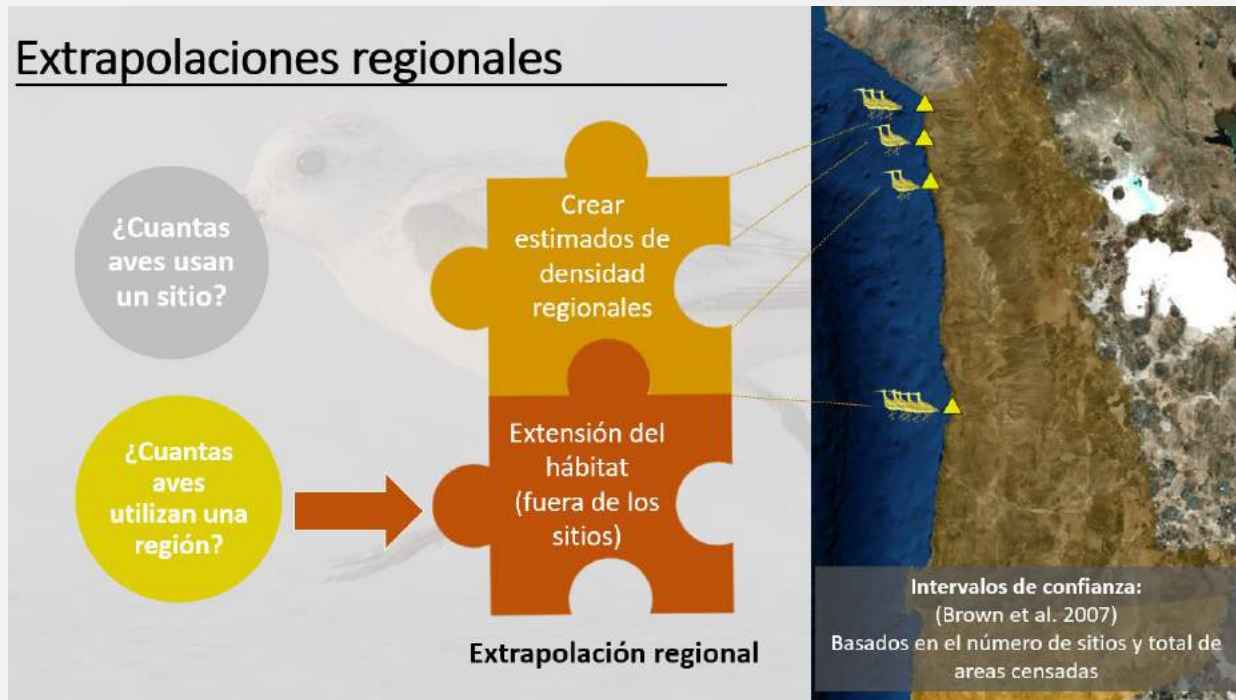 Extrapolaciones regionales
¿Cuantas
aves usan
un sitio?
¿Cuantas
aves
utilizan una
región?
Crear
estimados de
densidad
regionales
Extensión del
hábitat
(fuera de los
sitios)
Extrapolación regional
Intervalos de confianza:
(Brown et al. 2007)
Basados en el número de sitios y total de
areas censadas